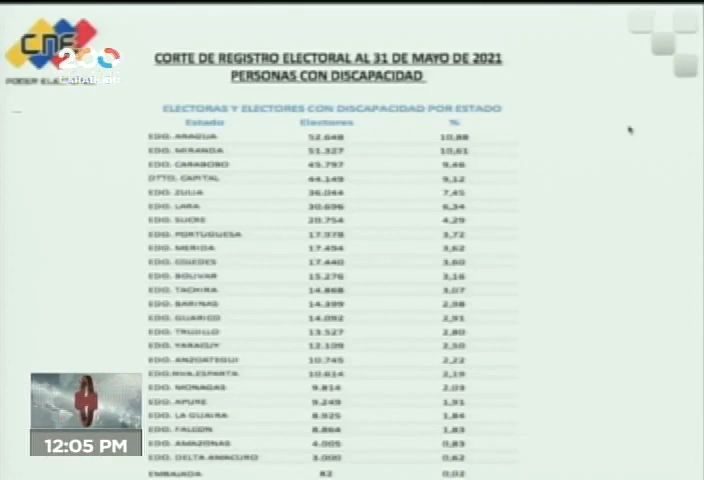 CNE
200
PODER ELECTORAL
CORTE DE REGISTRO ELECTORAL AL 31 DE MAYO DE 2021
PERSONAS CON DISCAPACIDAD
ELECTORAS Y ELECTORES CON DISCAPACIDAD POR ESTADO
Estado Electores %
EDO. ARAGUA 52.648 10,88
EDO. MIRANDA 51.327 10,61
EDO. CARABOBO 45.797 9,46
DTTO. CAPITAL 44.149 9,12
EDO. ZULIA 36.044 7,45
EDO. LARA 30.696 6,34
EDO. SUCRE 20.754 4,29
EDO. PORTUGUESA 17.978 3,72
EDO. MERIDA 17.494 3,62
EDO. COJEDES 17.440 3,60
EDO. BOLIVAR 15.276 3,16
EDO. TACHIRA 14.868 3,07
EDO. BARINAS 14.399 2,98
EDO. GUARICO 14.092 2,91
EDO. TRUJILLO 13.527 2,80
EDO. YARACUY 12.109 2,50
EDO. ANZOATEGUI 10.745 2,22
EDO.NVA.ESPARTA 10.614 2,19
EDO. MONAGAS 9.814 2,03
EDO. APURE 9.249 1,91
EDO. LA GUAIRA 8.925 1,84
EDO. FALCON 8.864 1,83
EDO. AMAZONAS 4.005 0,83
EDO. DELTA AMACURO 3.000 0,62
EMBAJADA 82 0,02
12:05 PM